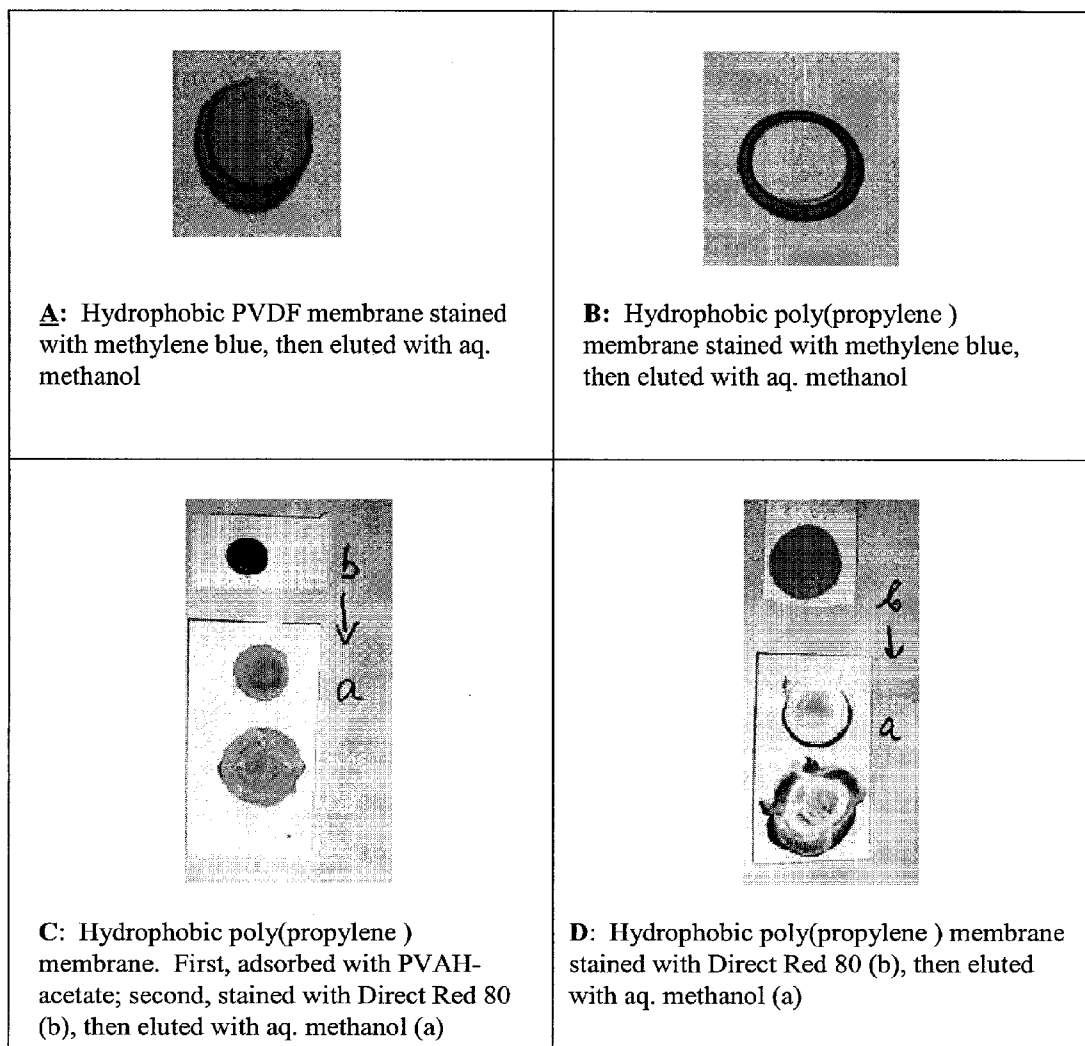 A: Hydrophobic PVDF membrane stained
with methylene blue, then eluted with aq.
methanol
B: Hydrophobic poly(propylene )
membrane stained with methylene blue,
then eluted with aq. methanol
b
a
C: Hydrophobic poly(propylene )
membrane. First, adsorbed with PVAH-
acetate; second, stained with Direct Red 80
(b), then eluted with aq. methanol (a)
b
a
D: Hydrophobic poly(propylene ) membrane
stained with Direct Red 80 (b), then eluted
with aq. methanol (a)